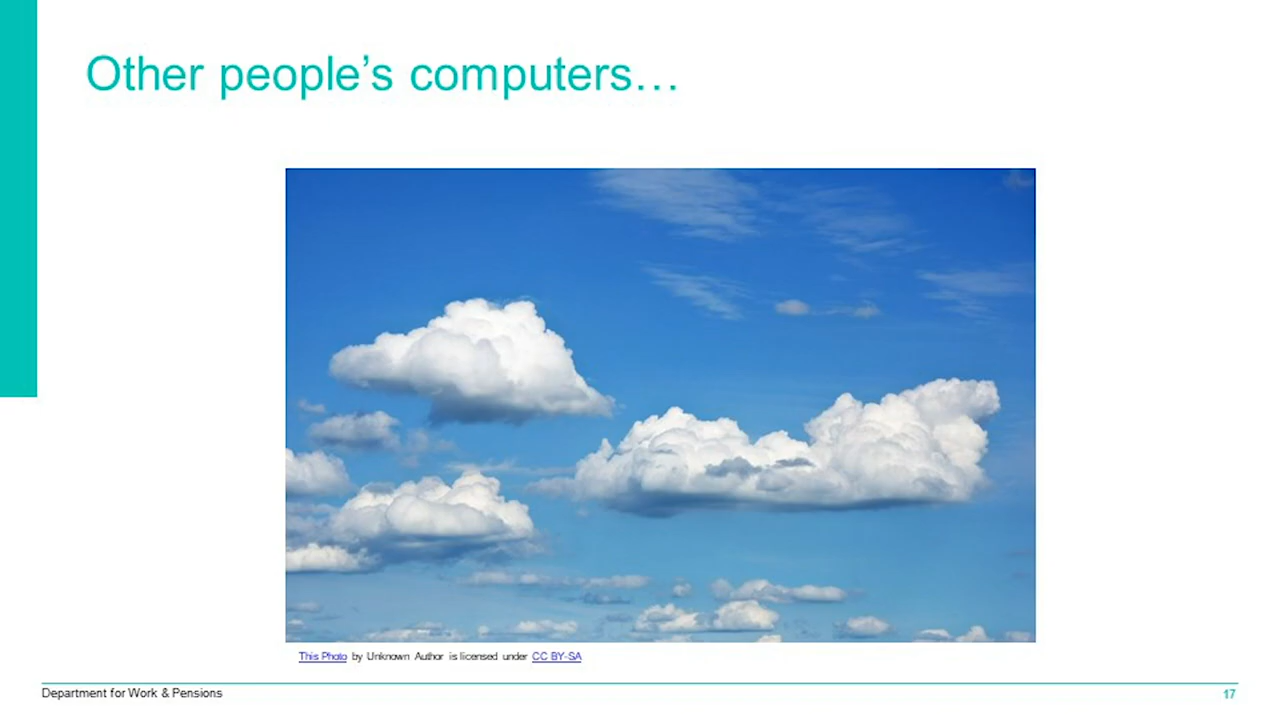 Other people’s computers…
This Photo by Unknown Author is licensed under CC BY-SA
Department for Work & Pensions
17